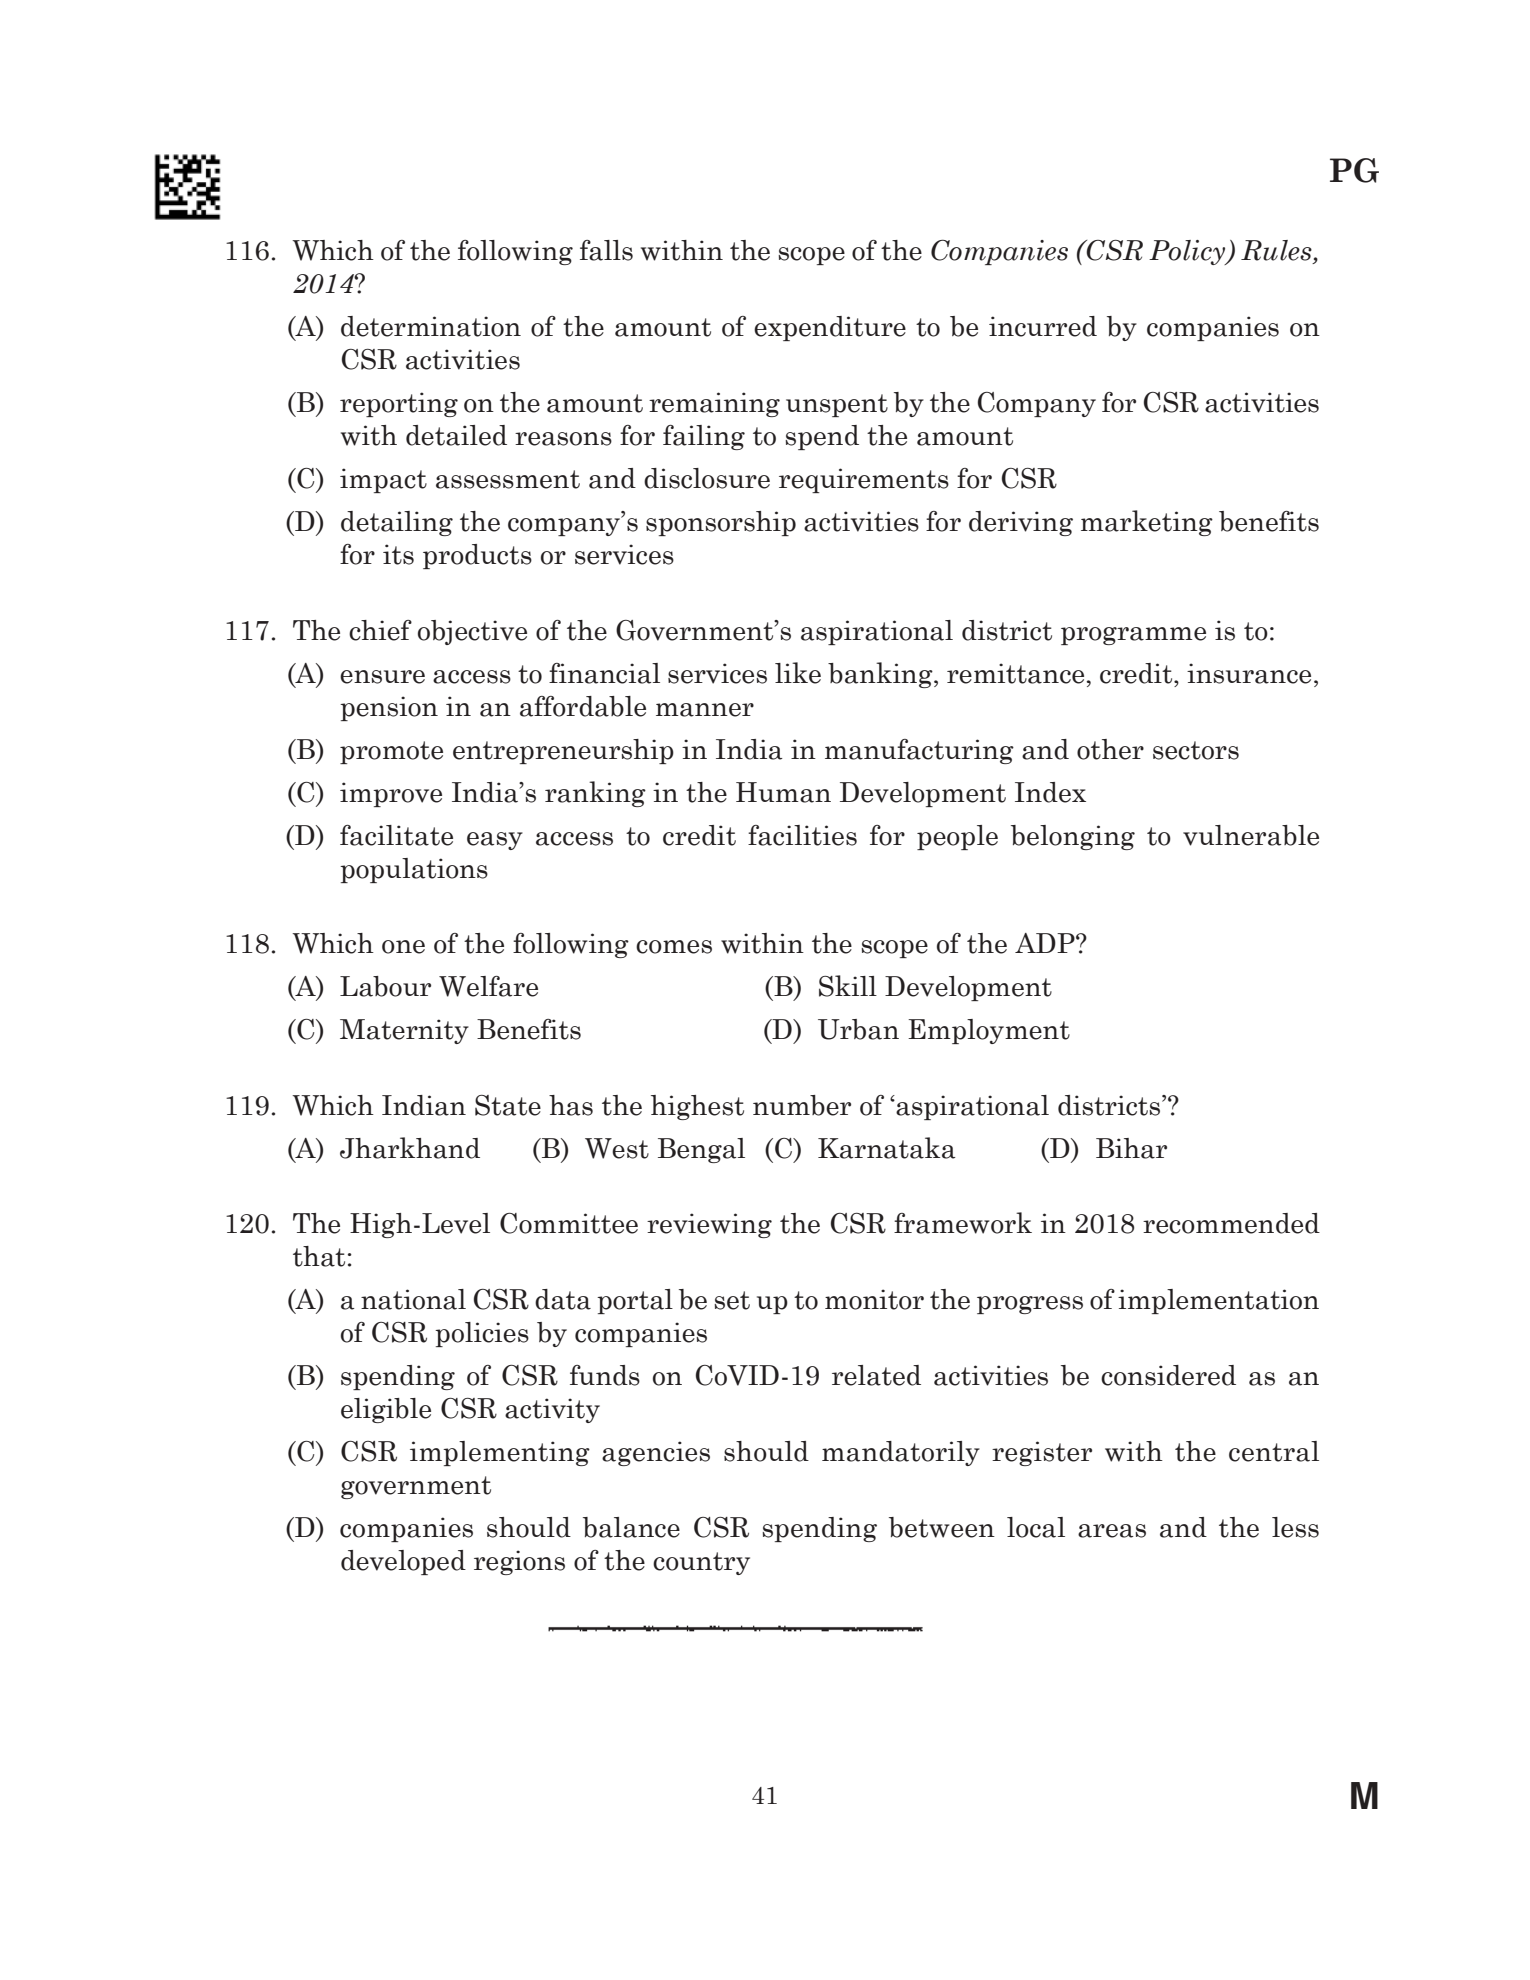 PG
116. Which of the following falls within the scope of the Companies (CSR Policy) Rules,
2014?
(A) determination of the amount of expenditure to be incurred by companies on
CSR activities
(B) reporting on the amount remaining unspent by the Company for CSR activities
with detailed reasons for failing to spend the amount
(C) impact assessment and disclosure requirements for CSR
(D) detailing the company’s sponsorship activities for deriving marketing benefits
for its products or services
117. The chief objective of the Government’s aspirational district programme is to:
(A) ensure access to financial services like banking, remittance, credit, insurance,
pension in an affordable manner
(B) promote entrepreneurship in India in manufacturing and other sectors
(C) improve India’s ranking in the Human Development Index
(D) facilitate easy access to credit facilities for people belonging to vulnerable
populations
118. Which one of the following comes within the scope of the ADP?
(A) Labour Welfare (B) Skill Development
(C) Maternity Benefits (D) Urban Employment
119. Which Indian State has the highest number of ‘aspirational districts’?
(A) Jharkhand (B) West Bengal (C) Karnataka (D) Bihar
120. The High-Level Committee reviewing the CSR framework in 2018 recommended
that:
(A) a national CSR data portal be set up to monitor the progress of implementation
of CSR policies by companies
(B) spending of CSR funds on CoVID-19 related activities be considered as an
eligible CSR activity
(C) CSR implementing agencies should mandatorily register with the central
government
(D) companies should balance CSR spending between local areas and the less
developed regions of the country
41
M